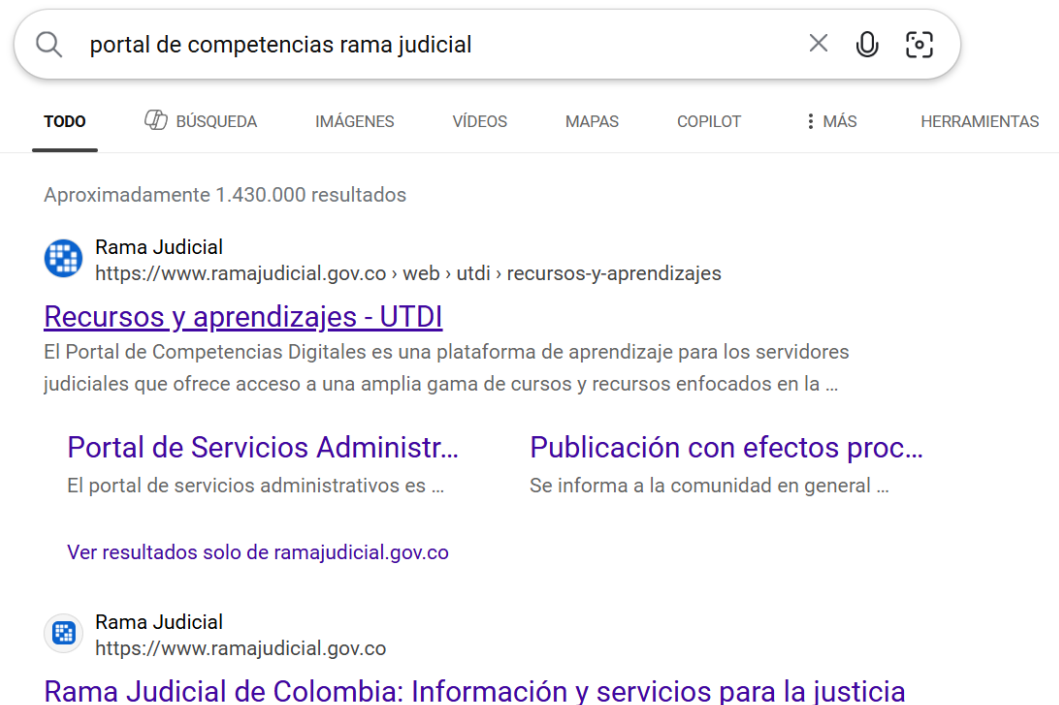 portal de competencias rama judicial
TODO BÚSQUEDA IMÁGENES VÍDEOS MAPAS COPILOT MÁS HERRAMIENTAS
Aproximadamente 1.430.000 resultados
Rama Judicial
https://www.ramajudicial.gov.co › web › utdi › recursos-y-aprendizajes
Recursos y aprendizajes - UTDI
El Portal de Competencias Digitales es una plataforma de aprendizaje para los servidores
judiciales que ofrece acceso a una amplia gama de cursos y recursos enfocados en la ...
Portal de Servicios Administr...
El portal de servicios administrativos es ...
Publicación con efectos proc...
Se informa a la comunidad en general ...
Ver resultados solo de ramajudicial.gov.co
Rama Judicial
https://www.ramajudicial.gov.co
Rama Judicial de Colombia: Información y servicios para la justicia